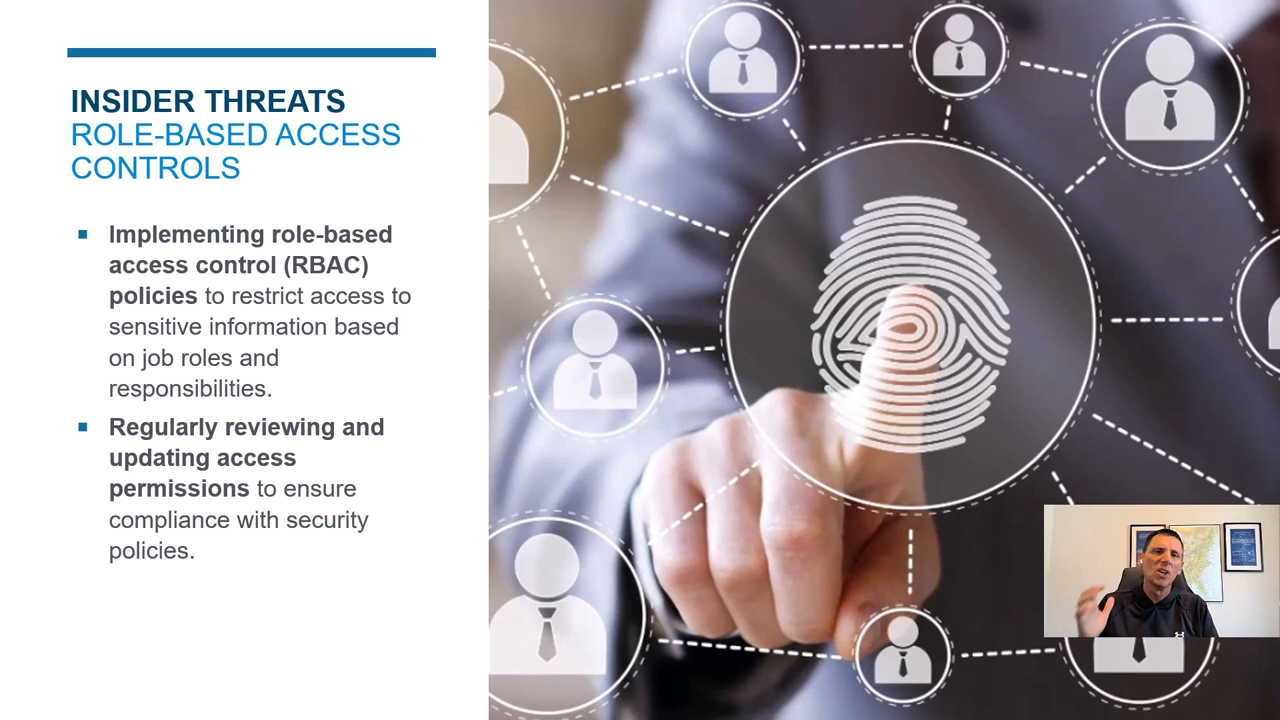 INSIDER THREATS
ROLE-BASED ACCESS
CONTROLS
▪ Implementing role-based
access control (RBAC)
policies to restrict access to
sensitive information based
on job roles and
responsibilities.
▪ Regularly reviewing and
updating access
permissions to ensure
compliance with security
policies.